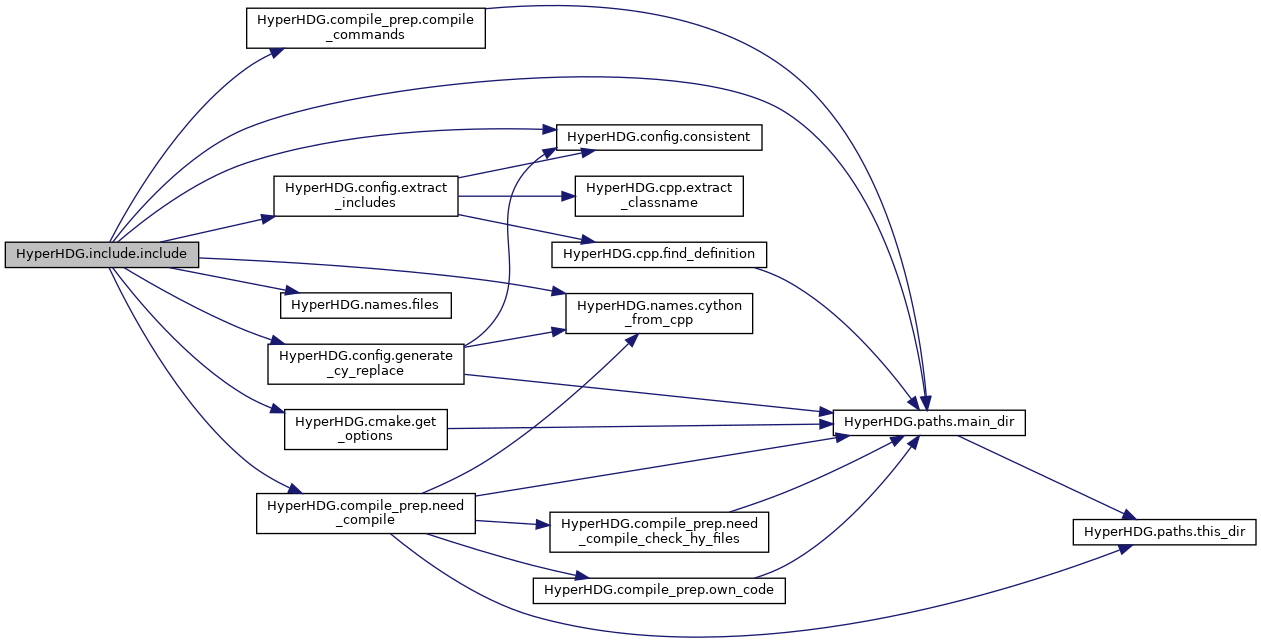 HyperHDG.compile_prep.compile
_commands
HyperHDG.config.consistent
HyperHDG.config.extract
_includes
HyperHDG.cpp.extract
_classname
HyperHDG.include.include
HyperHDG.cpp.find_definition
HyperHDG.names.files
HyperHDG.names.cython
_from_cpp
HyperHDG.config.generate
_cy_replace
HyperHDG.cmake.get
_options
HyperHDG.paths.main_dir
HyperHDG.compile_prep.need
_compile
HyperHDG.compile_prep.need
_compile_check_hy_files
HyperHDG.paths.this_dir
HyperHDG.compile_prep.own_code